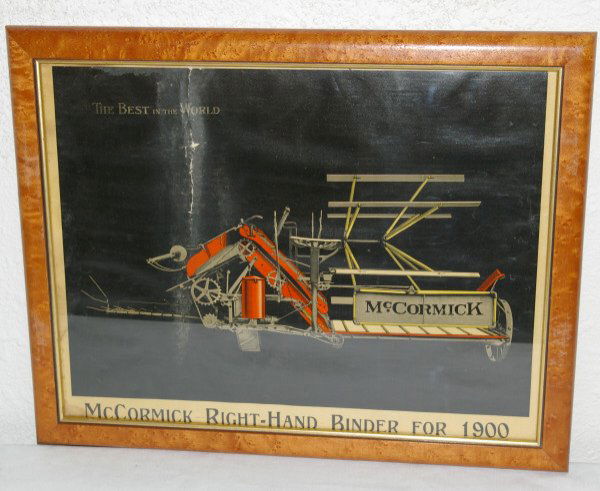 THE BEST IN THE WORLD
MCCORMICK
MCCORMICK RIGHT-HAND BINDER FOR 1900